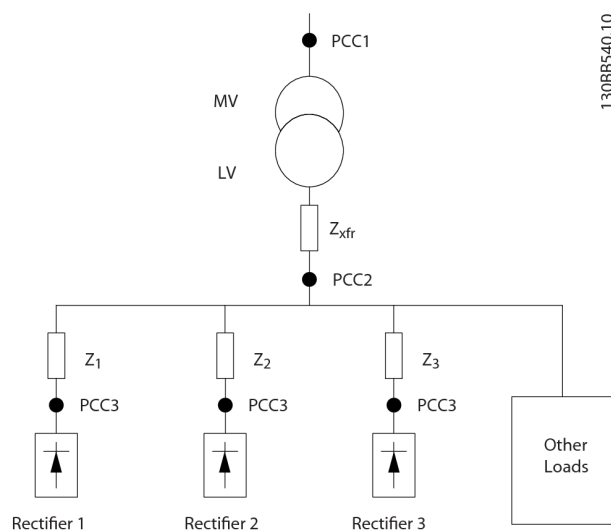 PCC1
130BB540.10
MV
LV
Zxfr
PCC2
Z1
Z2
Z3
PCC3
PCC3
PCC3
Other
Loads
Rectifier 1
Rectifier 2
Rectifier 3